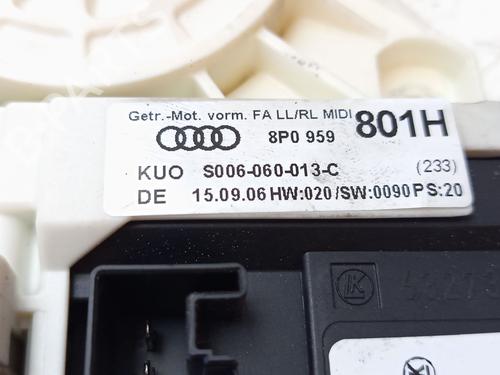 Getr.-Mot. vorm. FA LL/RL MIDI 801H
8P0 959
KUO S006-060-013-C (233)
DE 15.09.06 HW:020/SW:0090 PS:20